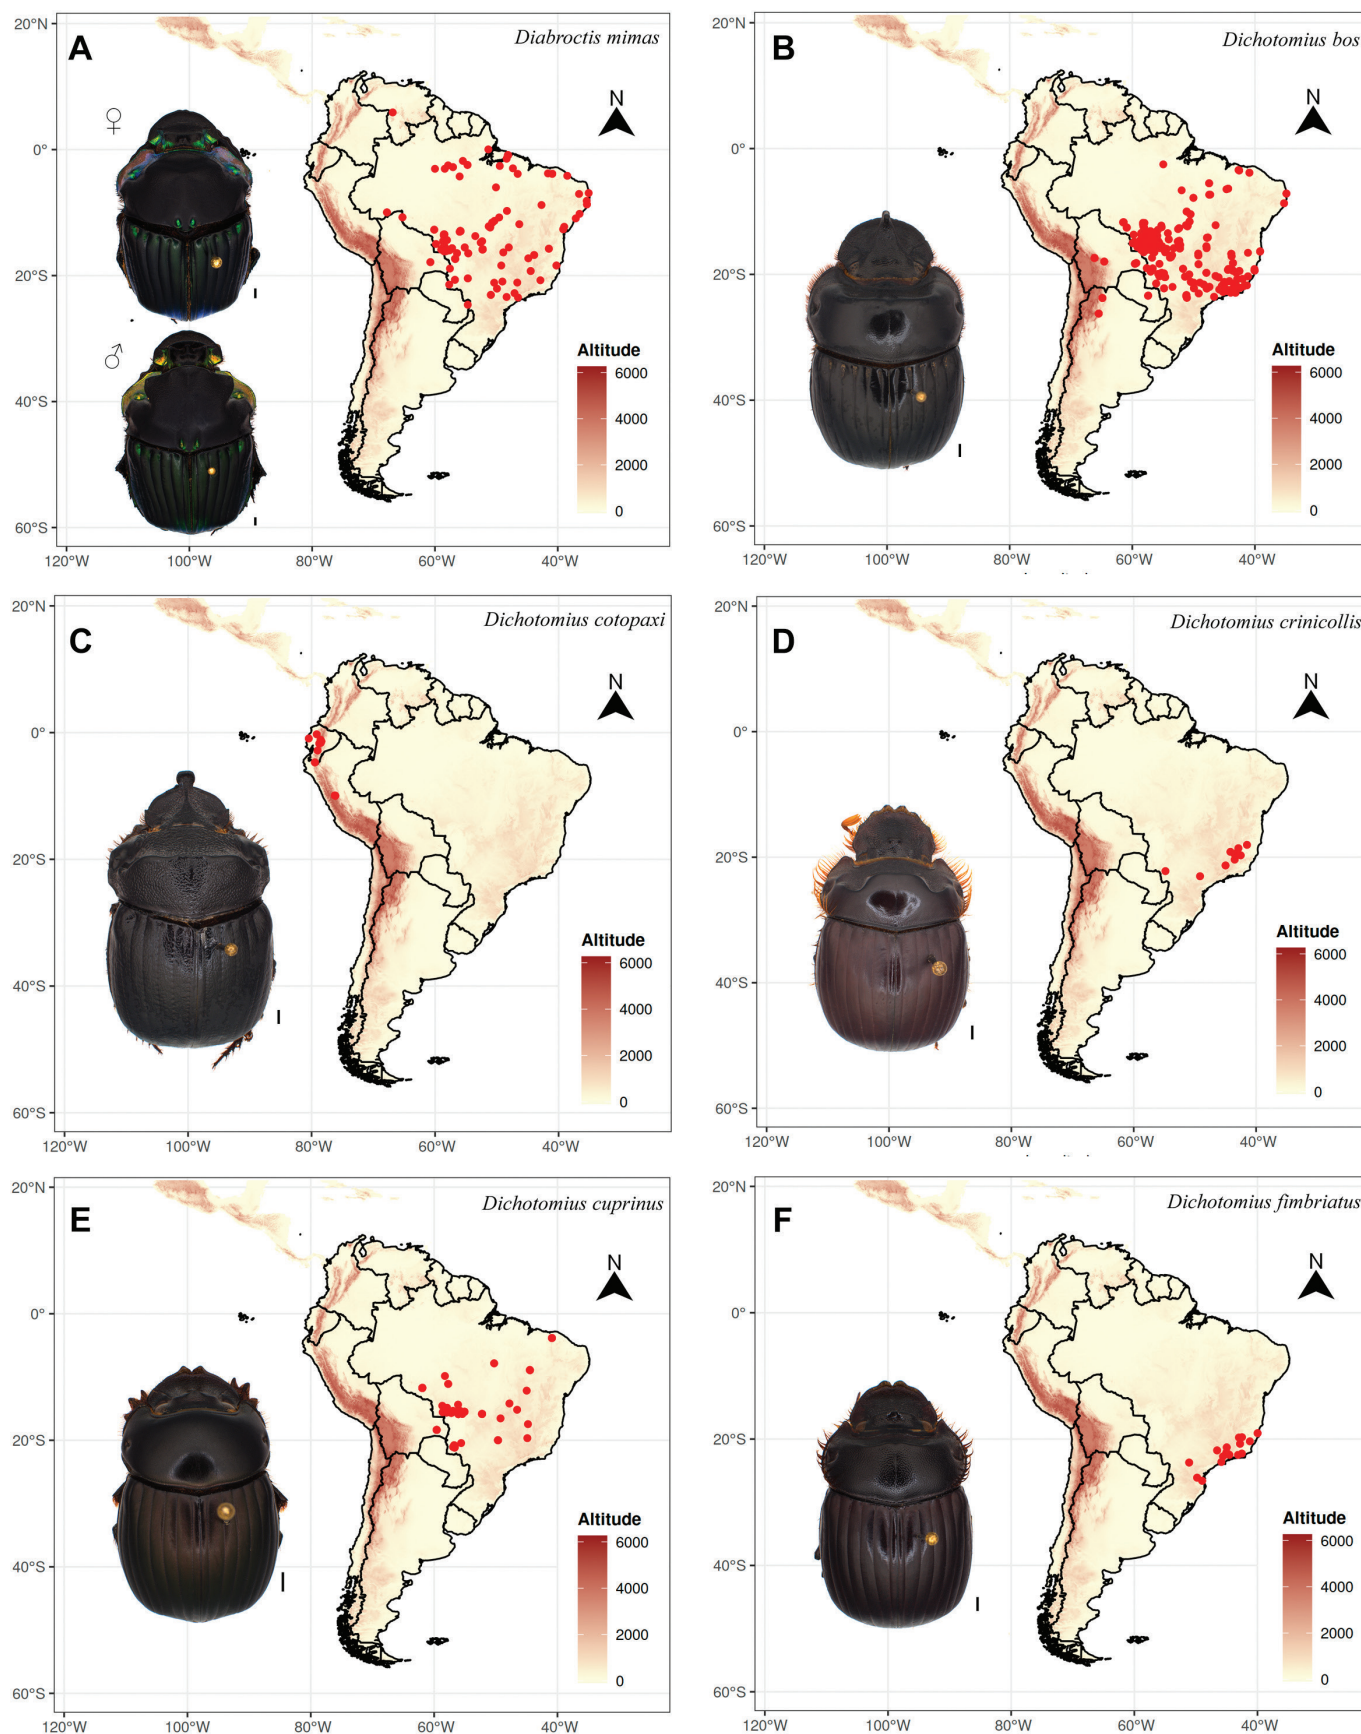 A
Diabroctis mimas
N
♀
♂
Altitude
6000
4000
2000
0
20°N
0°
20°S
40°S
60°S
120°W
100°W
80°W
60°W
40°W
B
Dichotomius bos
N
Altitude
6000
4000
2000
0
20°N
0°
20°S
40°S
60°S
120°W
100°W
80°W
60°W
40°W
C
Dichotomius cotopaxi
N
Altitude
6000
4000
2000
0
20°N
0°
20°S
40°S
60°S
120°W
100°W
80°W
60°W
40°W
D
Dichotomius crinicollis
N
Altitude
6000
4000
2000
0
20°N
0°
20°S
40°S
60°S
120°W
100°W
80°W
60°W
40°W
E
Dichotomius cuprinus
N
Altitude
6000
4000
2000
0
20°N
0°
20°S
40°S
60°S
120°W
100°W
80°W
60°W
40°W
F
Dichotomius fimbriatus
N
Altitude
6000
4000
2000
0
20°N
0°
20°S
40°S
60°S
120°W
100°W
80°W
60°W
40°W